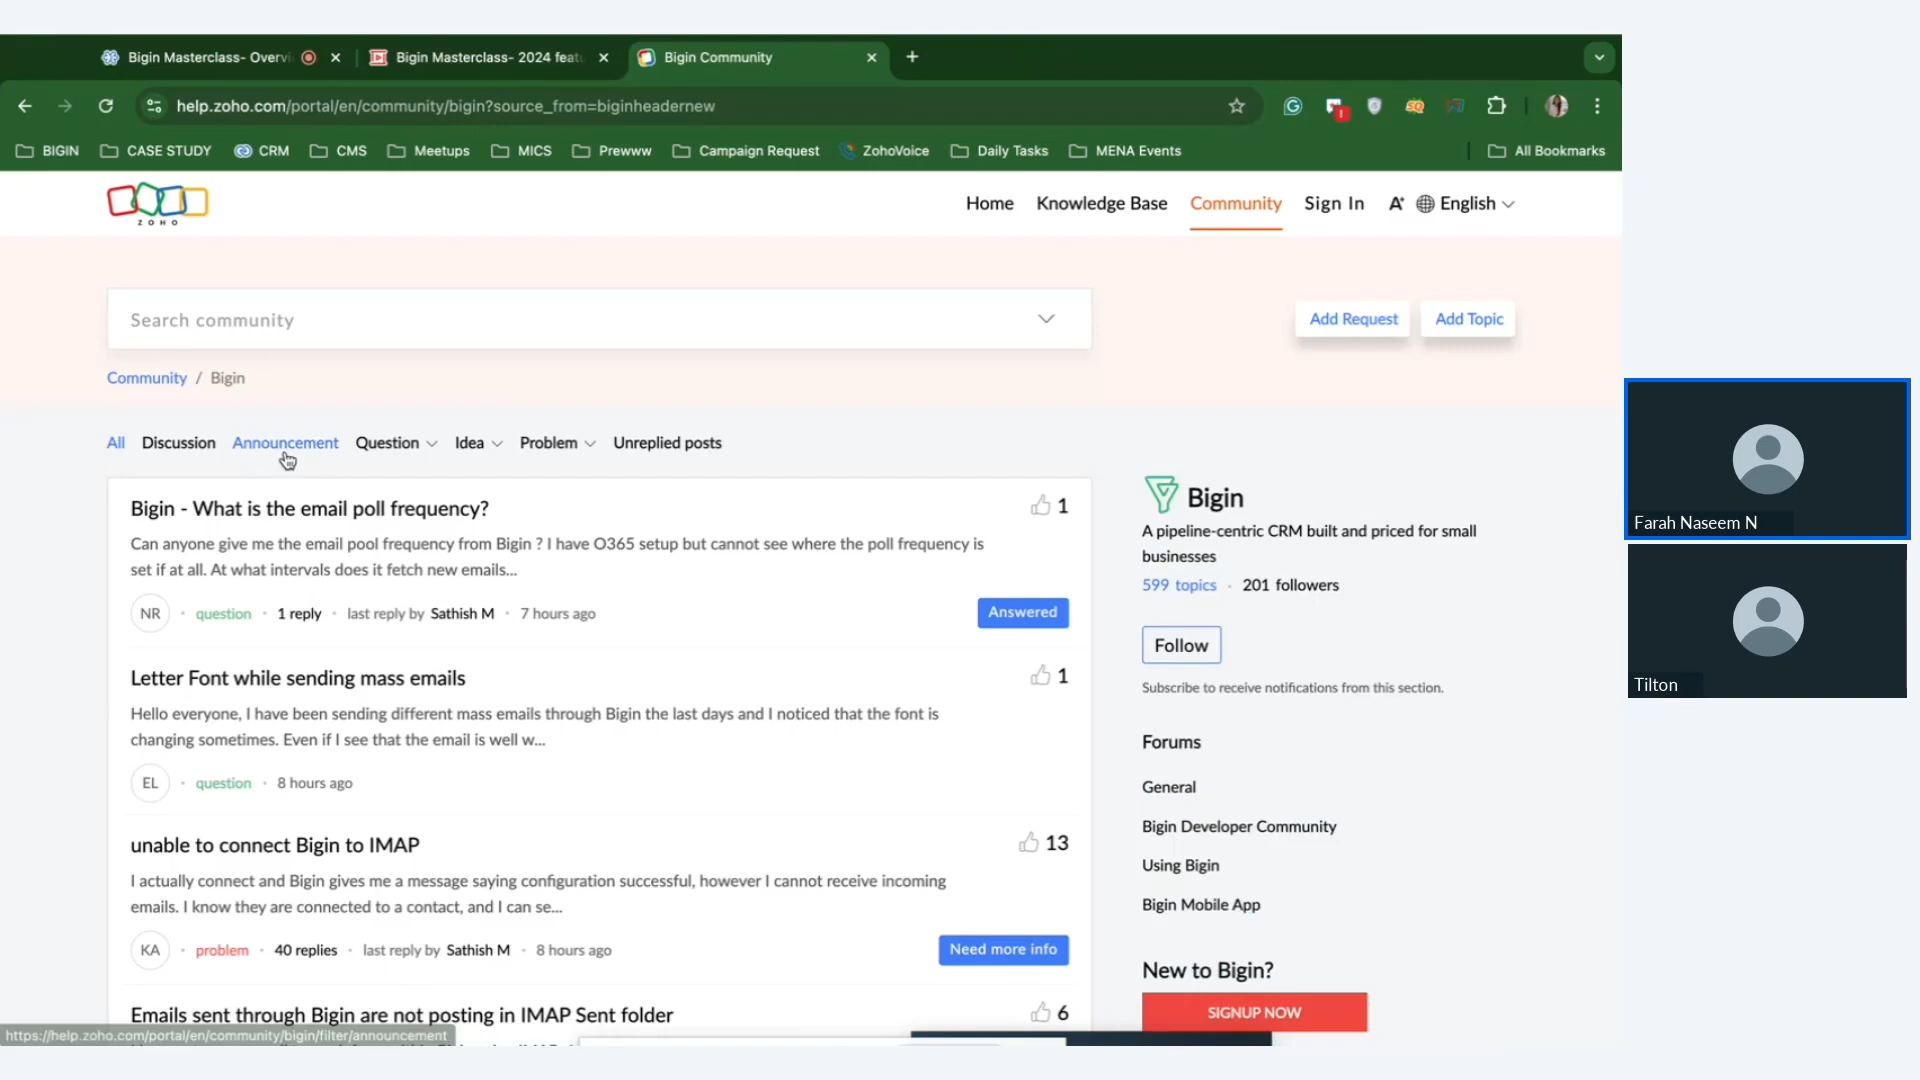 Bigin Masterclass- Overvi
Bigin Masterclass- 2024 feat
Bigin Community
help.zoho.com/portal/en/community/bigin?source_from=biginheadernew
BIGIN
CASE STUDY
CRM
CMS
Meetups
MICS
Prewww
Campaign Request
ZohoVoice
Daily Tasks
MENA Events
All Bookmarks
ZOHO
Home
Knowledge Base
Community
Sign In
English
Search community
Add Request
Add Topic
Community / Bigin
All
Discussion
Announcement
Question
Idea
Problem
Unreplied posts
Bigin - What is the email poll frequency?
1
Can anyone give me the email pool frequency from Bigin ? I have O365 setup but cannot see where the poll frequency is
set if at all. At what intervals does it fetch new emails...
NR · question · 1 reply · last reply by Sathish M · 7 hours ago
Answered
Letter Font while sending mass emails
1
Hello everyone, I have been sending different mass emails through Bigin the last days and I noticed that the font is
changing sometimes. Even if I see that the email is well w...
EL · question · 8 hours ago
unable to connect Bigin to IMAP
13
I actually connect and Bigin gives me a message saying configuration successful, however I cannot receive incoming
emails. I know they are connected to a contact, and I can se...
KA · problem · 40 replies · last reply by Sathish M · 8 hours ago
Need more info
Emails sent through Bigin are not posting in IMAP Sent folder
6
https://help.zoho.com/portal/en/community/bigin/filter/announcement
Bigin
A pipeline-centric CRM built and priced for small
businesses
599 topics · 201 followers
Follow
Subscribe to receive notifications from this section.
Forums
General
Bigin Developer Community
Using Bigin
Bigin Mobile App
New to Bigin?
SIGNUP NOW
Farah Naseem N
Tilton